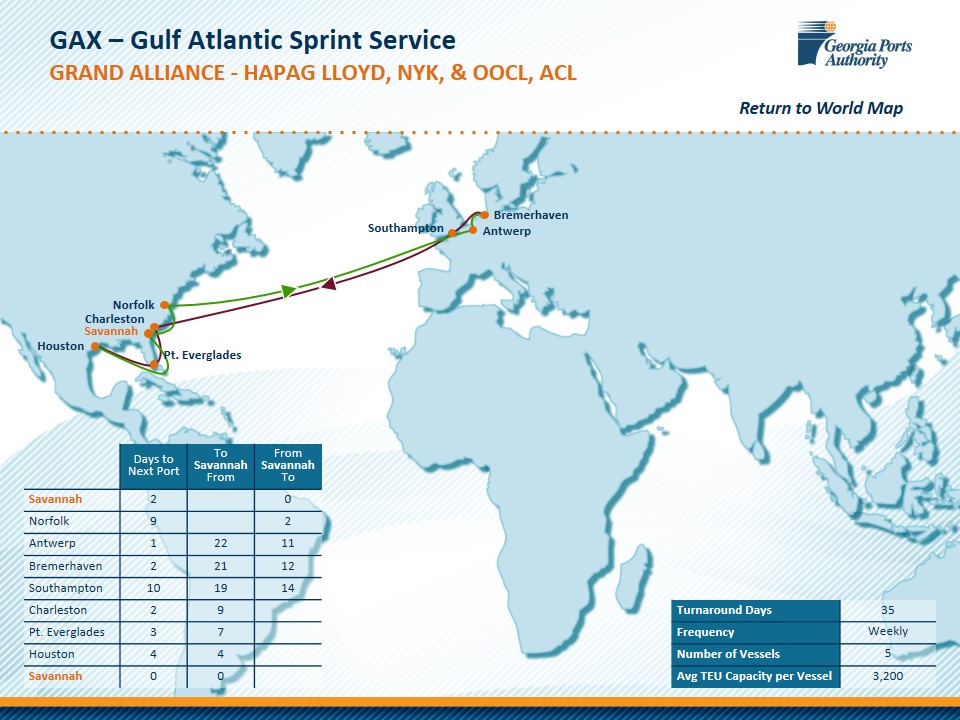 GAX – Gulf Atlantic Sprint Service
GRAND ALLIANCE - HAPAG LLOYD, NYK, & OOCL, ACL
Georgia Ports
Authority
Return to World Map
Bremerhaven
Southampton
Antwerp
Norfolk
Charleston
Savannah
Houston
Pt. Everglades
Days to Next Port To Savannah From From Savannah To
Savannah 2 0
Norfolk 9 2
Antwerp 1 22 11
Bremerhaven 2 21 12
Southampton 10 19 14
Charleston 2 9
Pt. Everglades 3 7
Houston 4 4
Savannah 0 0
Turnaround Days 35
Frequency Weekly
Number of Vessels 5
Avg TEU Capacity per Vessel 3,200